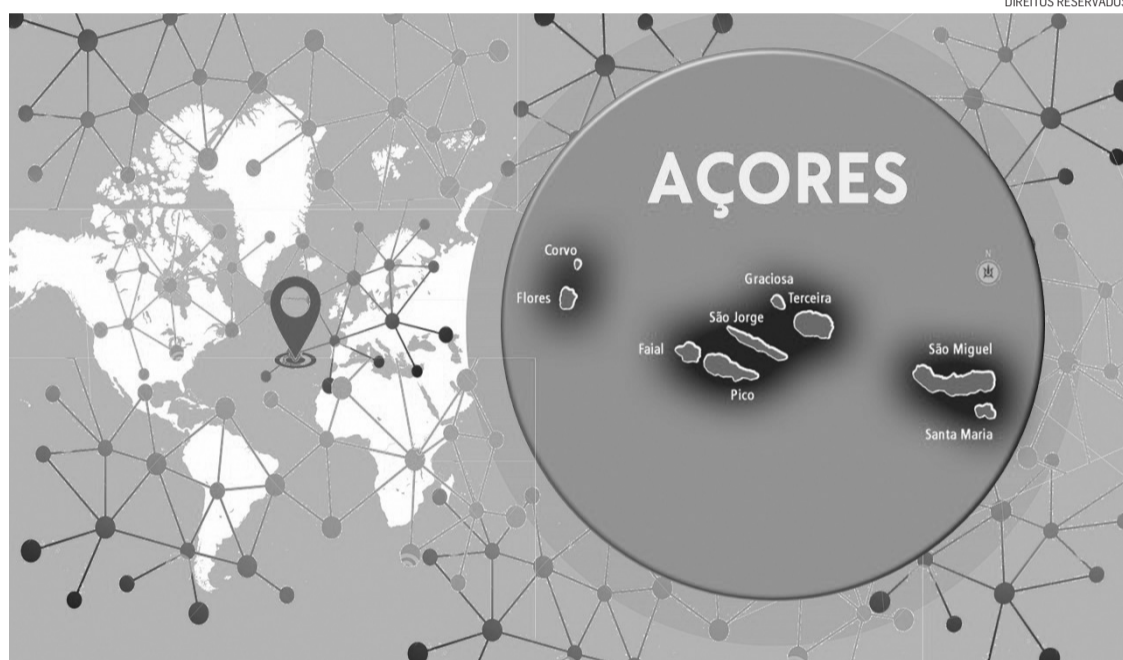 DIREITOS RESERVADOS
AÇORES
Corvo
Flores
Graciosa
Terceira
São Jorge
Faial
Pico
São Miguel
Santa Maria
N